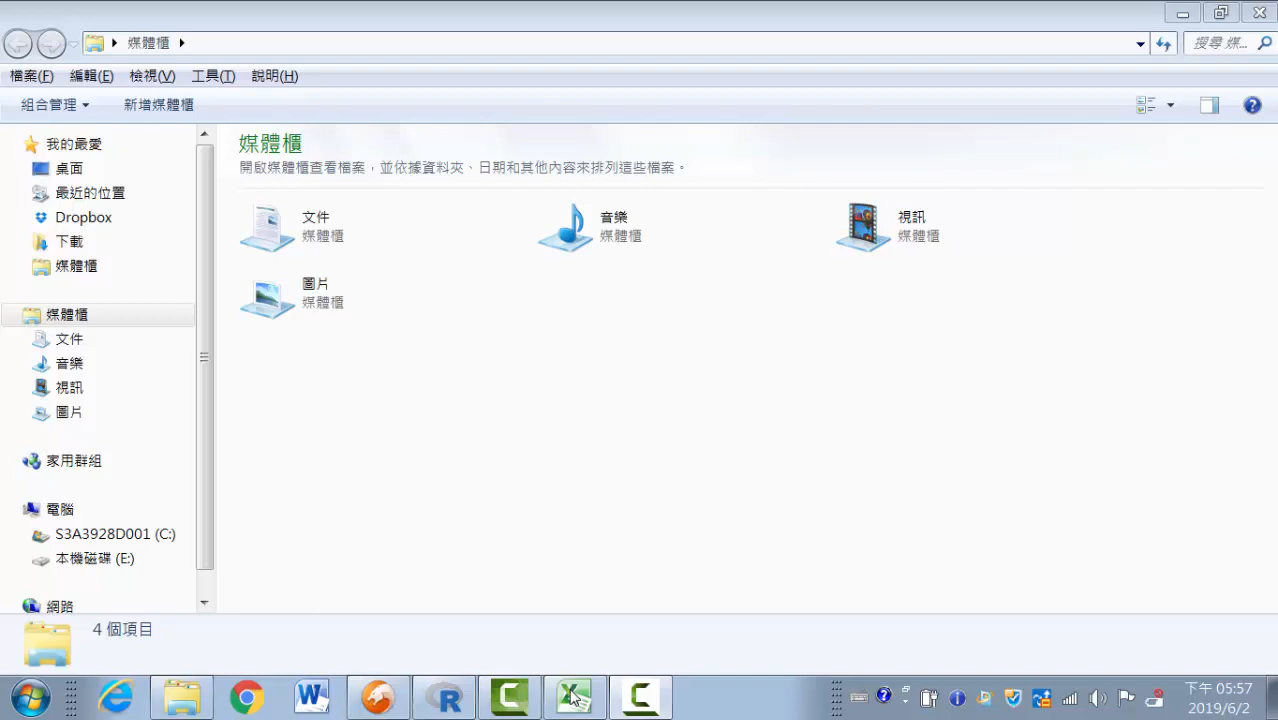 媒體櫃
搜尋 媒...
檔案(F) 編輯(E) 檢視(V) 工具(T) 說明(H)
組合管理 新增媒體櫃
我的最愛
桌面
最近的位置
Dropbox
下載
媒體櫃
媒體櫃
文件
音樂
視訊
圖片
家用群組
電腦
S3A3928D001 (C:)
本機磁碟 (E:)
網路
媒體櫃
開啟媒體櫃查看檔案，並依據資料夾、日期和其他內容來排列這些檔案。
文件
媒體櫃
音樂
媒體櫃
視訊
媒體櫃
圖片
媒體櫃
4 個項目
下午 05:57
2019/6/2